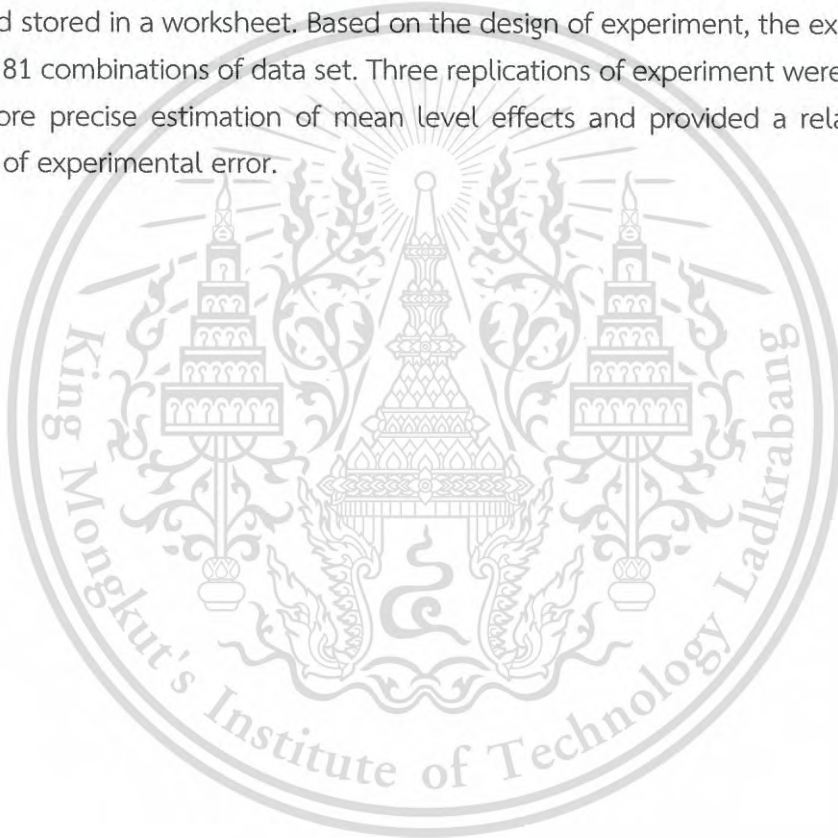 d stored in a worksheet. Based on the design of experiment, the ex
81 combinations of data set. Three replications of experiment were
ore precise estimation of mean level effects and provided a rela
of experimental error.
King Mongkut's Institute of Technology Ladkrabang